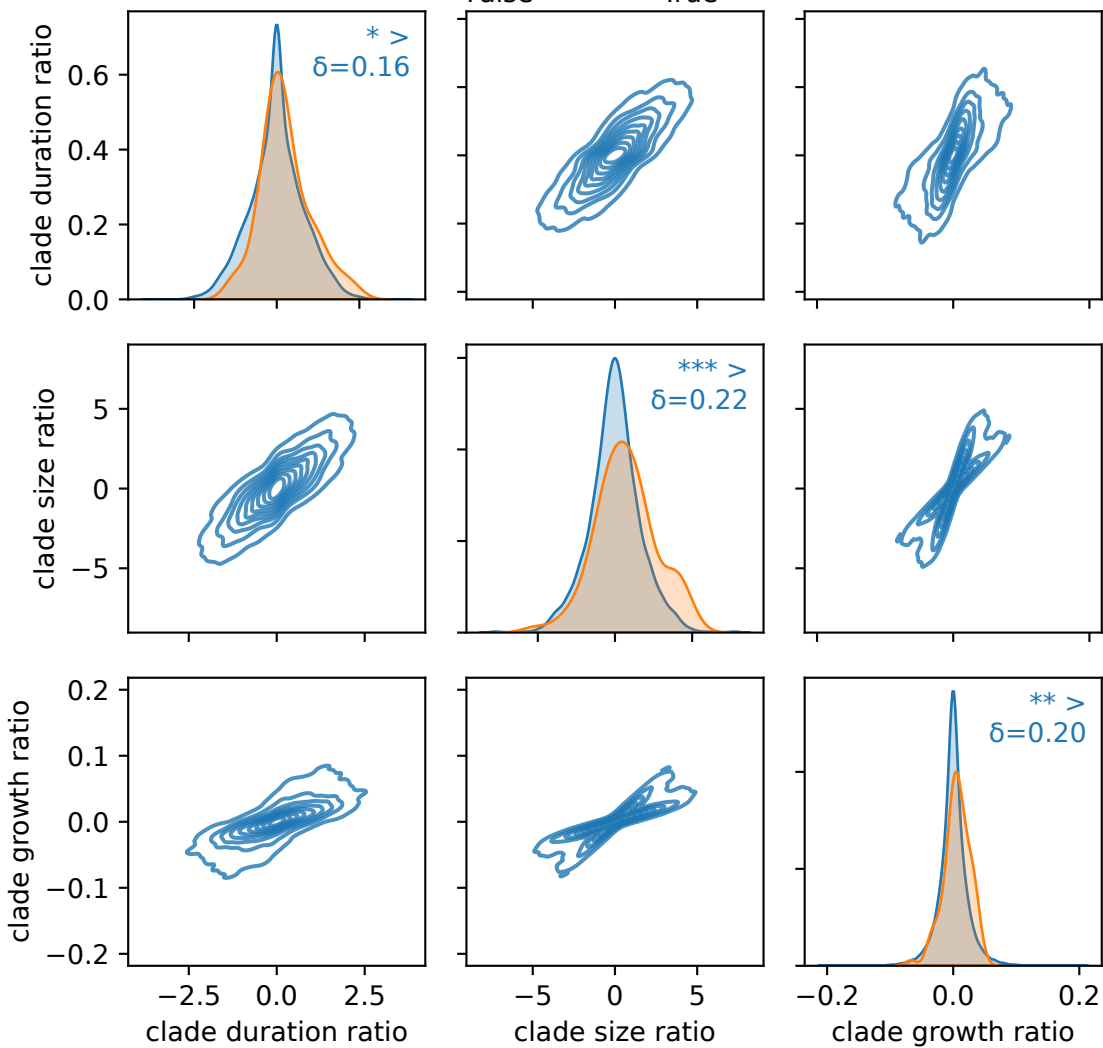 clade duration ratio
0.6
0.4
0.2
0.0
* >
δ=0.16
clade size ratio
5
0
−5
*** >
δ=0.22
clade growth ratio
0.2
0.1
0.0
−0.1
−0.2
** >
δ=0.20
−2.5 0.0 2.5
clade duration ratio
−5 0 5
clade size ratio
−0.2 0.0 0.2
clade growth ratio